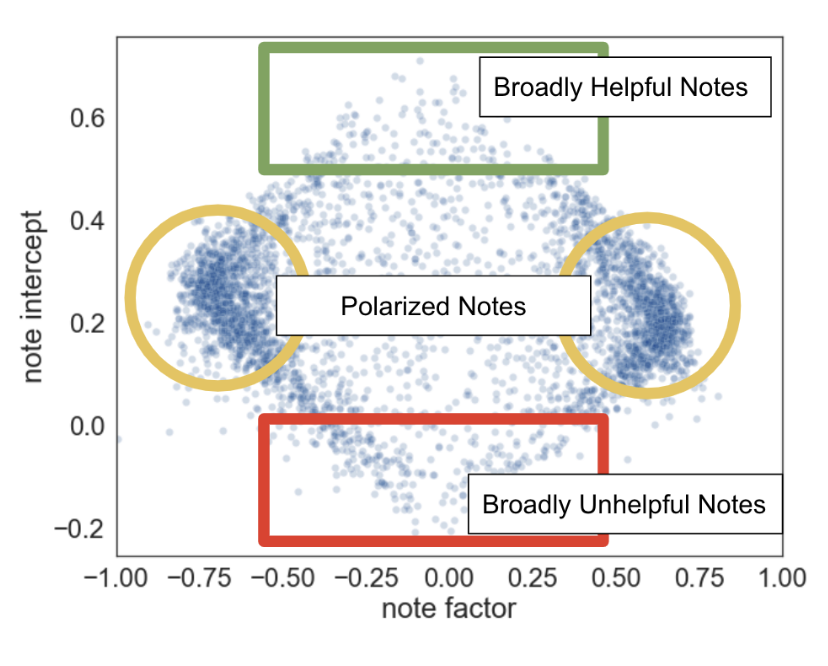 Broadly Helpful Notes
0.6
0.4
Polarized Notes
0.2
0.0
Broadly Unhelpful Notes
−0.2
note intercept
−1.00 −0.75 −0.50 −0.25 0.00 0.25 0.50 0.75 1.00
note factor